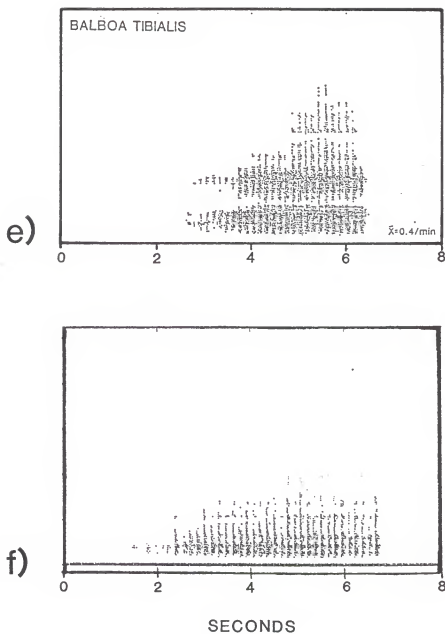 BALBOA TIBIALIS
e)
x̄=0.4/min
0 2 4 6 8
f)
0 2 4 6 8
SECONDS